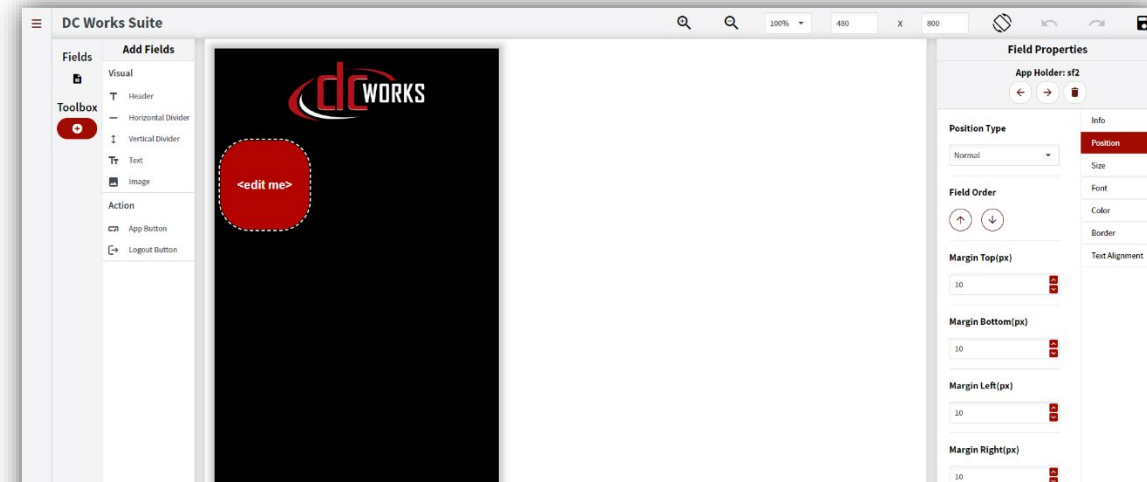 DC Works Suite
100%
480
X
800
Fields
Toolbox
Add Fields
Visual
Header
Horizontal Divider
Vertical Divider
Text
Image
Action
App Button
Logout Button
dc WORKS
<edit me>
Field Properties
App Holder: sf2
Position Type
Normal
Field Order
Margin Top(px)
10
Margin Bottom(px)
10
Margin Left(px)
10
Margin Right(px)
10
Info
Position
Size
Font
Color
Border
Text Alignment